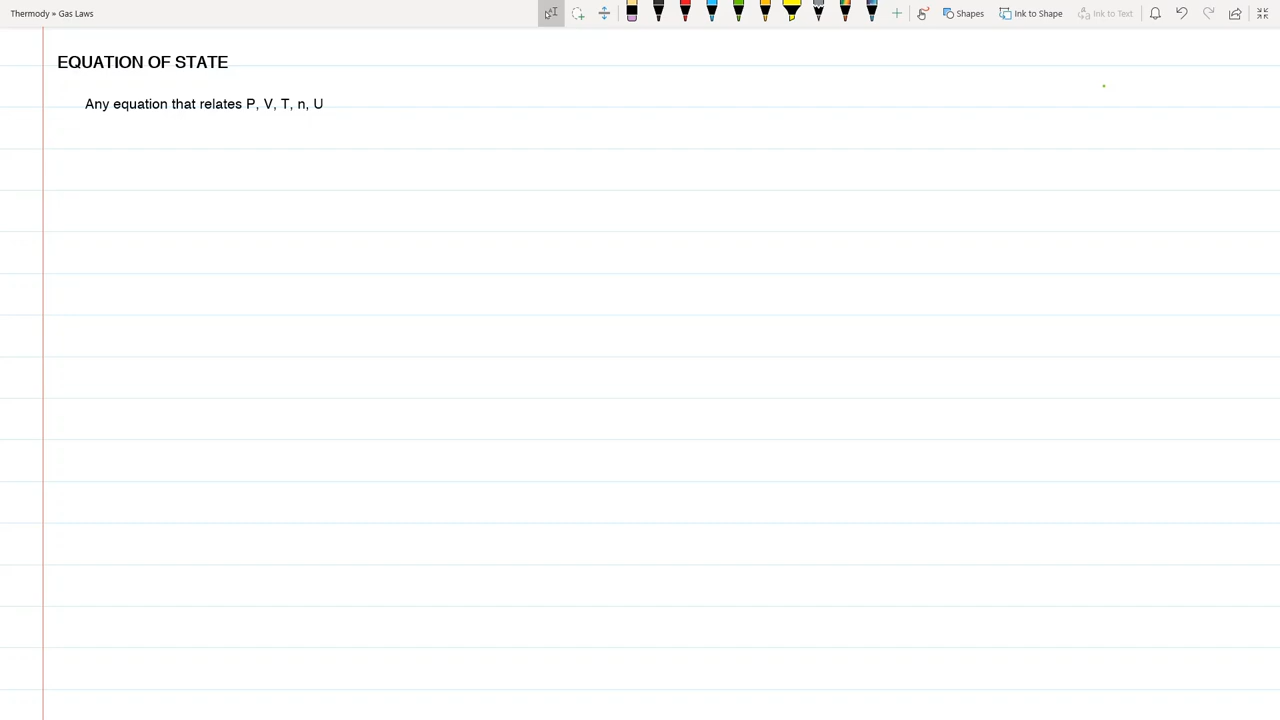 Thermody » Gas Laws
Shapes
Ink to Shape
Ink to Text
EQUATION OF STATE
Any equation that relates P, V, T, n, U